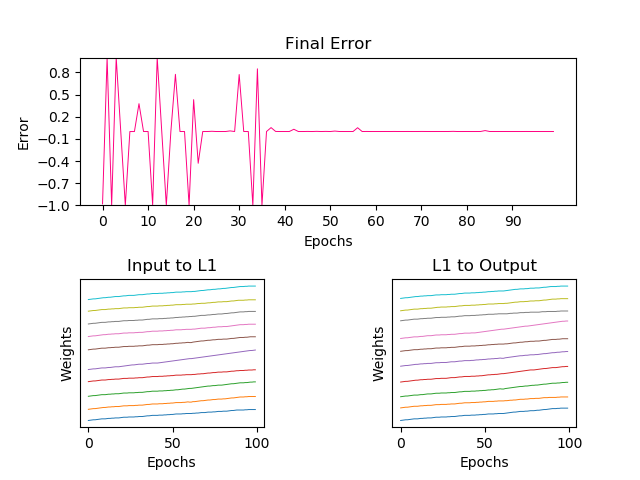 Final Error
0.8
0.5
0.2
−0.1
−0.4
−0.7
−1.0
Error
0 10 20 30 40 50 60 70 80 90
Epochs
Input to L1
Weights
0 50 100
Epochs
L1 to Output
Weights
0 50 100
Epochs